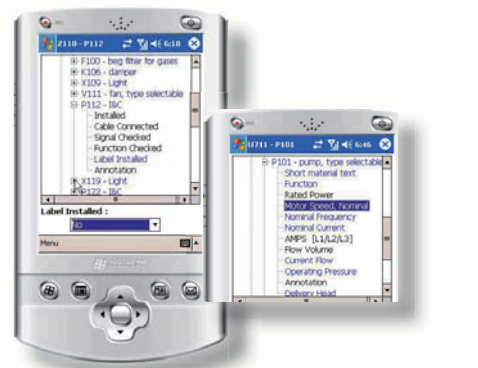 Z110 - P112
6:10
F100 - beg filter for gases
K106 - damper
X109 - Light
V111 - fan, type selectable
P112 - I&C
Installed
Cable Connected
Signal Checked
Function Checked
Label Installed
Annotation
X119 - Light
P122 - I&C
Label Installed :
No
Menu
U711 - P101
6:46
P101 - pump, type selectable
Short material text
Function
Rated Power
Motor Speed, Nominal
Nominal Frequency
Nominal Current
AMPS [L1/L2/L3]
Flow Volume
Current Flow
Operating Pressure
Annotation
Delivery Head